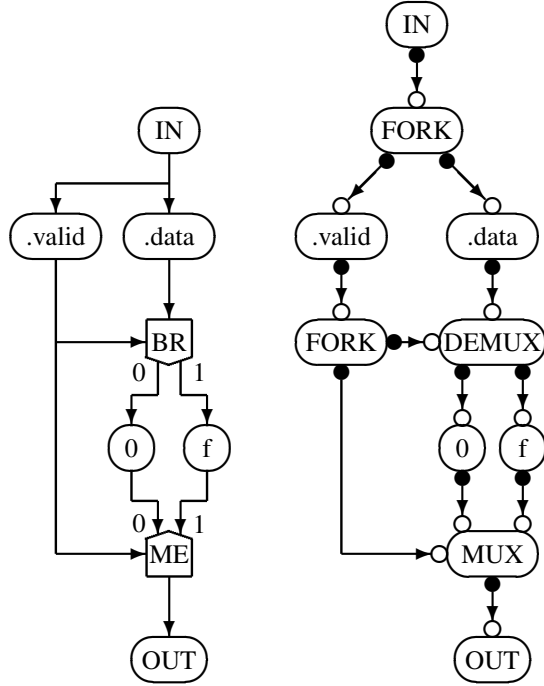 IN
.valid .data
BR
0 1
0 f
0 1
ME
OUT
IN
FORK
.valid .data
FORK DEMUX
0 f
MUX
OUT